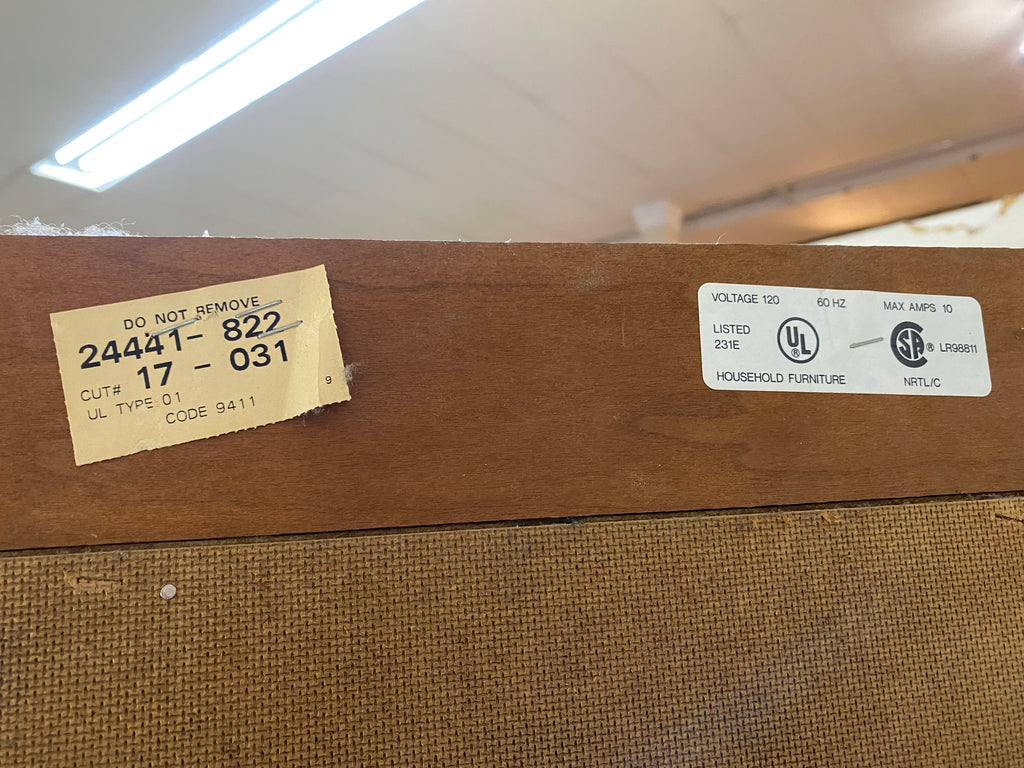 DO NOT REMOVE
24441- 822
CUT# 17 - 031
UL TYPE 01
CODE 9411
9
VOLTAGE 120 60 HZ MAX AMPS 10
LISTED
231E
UL
®
SA
® LR98811
HOUSEHOLD FURNITURE NRTL/C